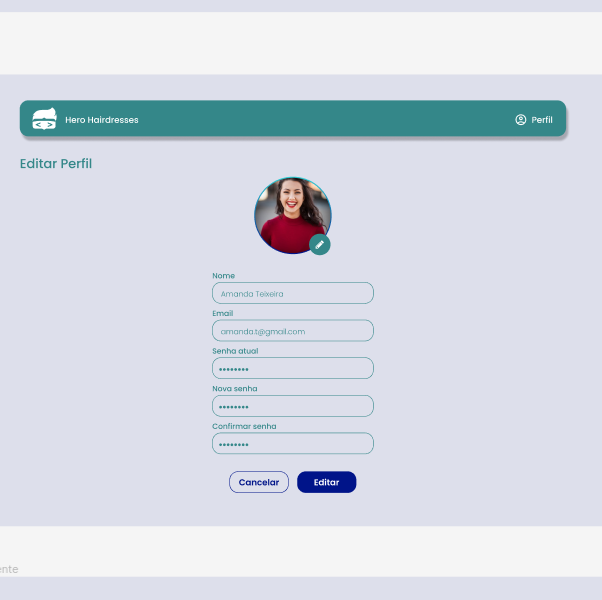 Hero Hairdresses
Perfil
Editar Perfil
Nome
Amanda Teixeira
Email
amanda.t@gmail.com
Senha atual
••••••••
Nova senha
••••••••
Confirmar senha
••••••••
Cancelar
Editar